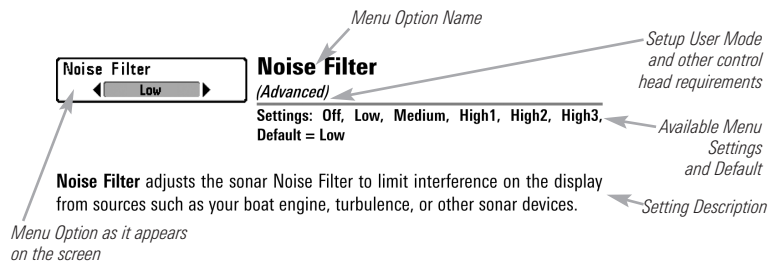 Menu Option Name
Setup User Mode
and other control
head requirements
Noise Filter
Low
Noise Filter
(Advanced)
Settings: Off, Low, Medium, High1, High2, High3,
Default = Low
Available Menu
Settings
and Default
Noise Filter adjusts the sonar Noise Filter to limit interference on the display
from sources such as your boat engine, turbulence, or other sonar devices.
Setting Description
Menu Option as it appears
on the screen